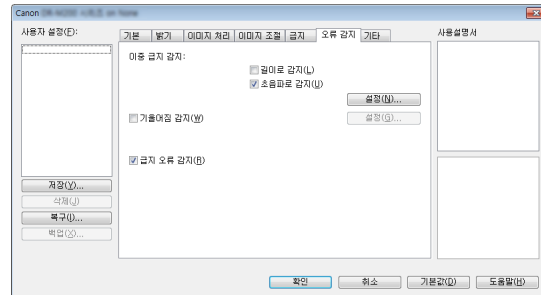 Canon
사용자 설정(F):
기본 밝기 이미지 처리 이미지 조절 급지 오류 감지 기타
사용설명서
이중 급지 감지:
길이로 감지(L)
초음파로 감지(U)
설정(N)...
기울어짐 감지(W)
설정(G)...
급지 오류 감지(R)
저장(Y)...
삭제(J)
복구(I)...
백업(X)...
확인 취소 기본값(D) 도움말(H)